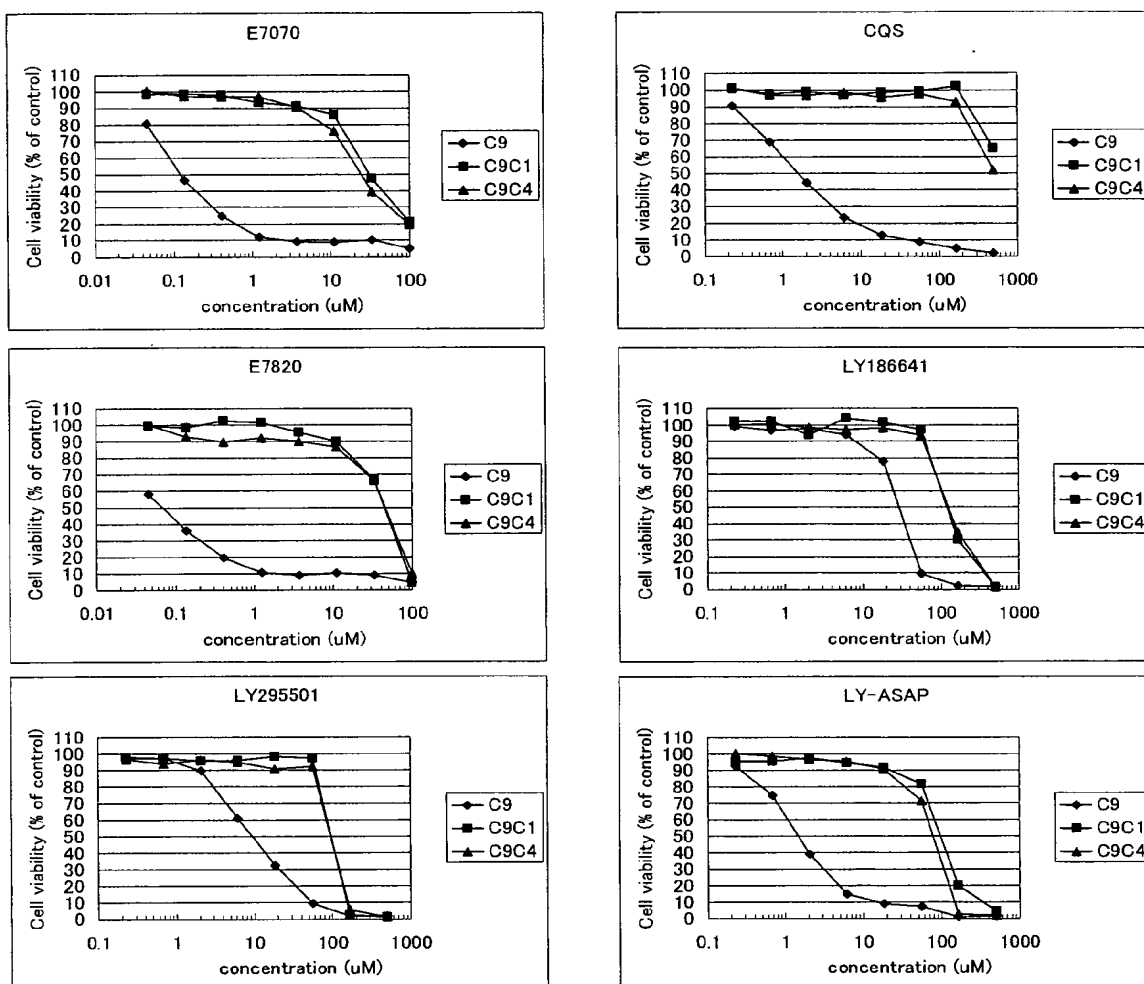 E7070
Cell viability (% of control)
110
100
90
80
70
60
50
40
30
20
10
0
0.01 0.1 1 10 100
concentration (uM)
C9
C9C1
C9C4
CQS
Cell viability (% of control)
110
100
90
80
70
60
50
40
30
20
10
0
0.1 1 10 100 1000
concentration (uM)
C9
C9C1
C9C4
E7820
Cell viability (% of control)
110
100
90
80
70
60
50
40
30
20
10
0
0.01 0.1 1 10 100
concentration (uM)
C9
C9C1
C9C4
LY186641
Cell viability (% of control)
110
100
90
80
70
60
50
40
30
20
10
0
0.1 1 10 100 1000
concentration (uM)
C9
C9C1
C9C4
LY295501
Cell viability (% of control)
110
100
90
80
70
60
50
40
30
20
10
0
0.1 1 10 100 1000
concentration (uM)
C9
C9C1
C9C4
LY-ASAP
Cell viability (% of control)
110
100
90
80
70
60
50
40
30
20
10
0
0.1 1 10 100 1000
concentration (uM)
C9
C9C1
C9C4